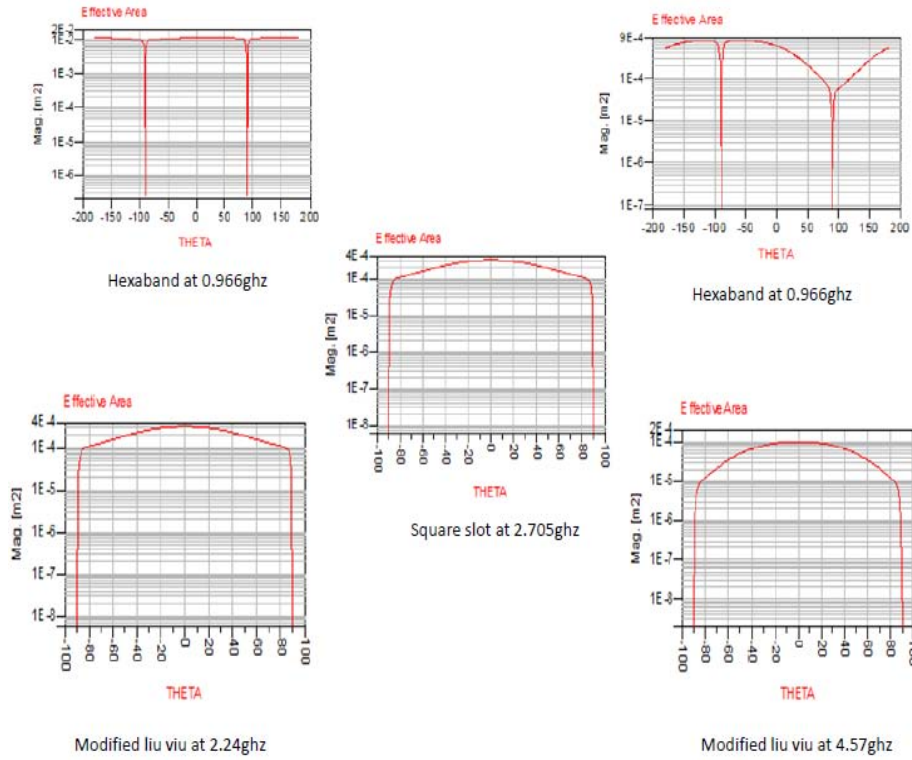 Effective Area
2E-2
1E-2
1E-3
1E-4
1E-5
1E-6
Mag. [m2]
-200 -150 -100 -50 0 50 100 150 200
THETA
Hexaband at 0.966ghz
Effective Area
9E-4
1E-4
1E-5
1E-6
1E-7
Mag. [m2]
-200 -150 -100 -50 0 50 100 150 200
THETA
Hexaband at 0.966ghz
Effective Area
4E-4
1E-4
1E-5
1E-6
1E-7
1E-8
Mag. [m2]
-100 -80 -60 -40 -20 0 20 40 60 80 100
THETA
Square slot at 2.705ghz
Effective Area
4E-4
1E-4
1E-5
1E-6
1E-7
1E-8
Mag. [m2]
-100 -80 -60 -40 -20 0 20 40 60 80 100
THETA
Modified liu viu at 2.24ghz
Effective Area
2E-4
1E-4
1E-5
1E-6
1E-7
1E-8
Mag. [m2]
-100 -80 -60 -40 -20 0 20 40 60 80 100
THETA
Modified liu viu at 4.57ghz